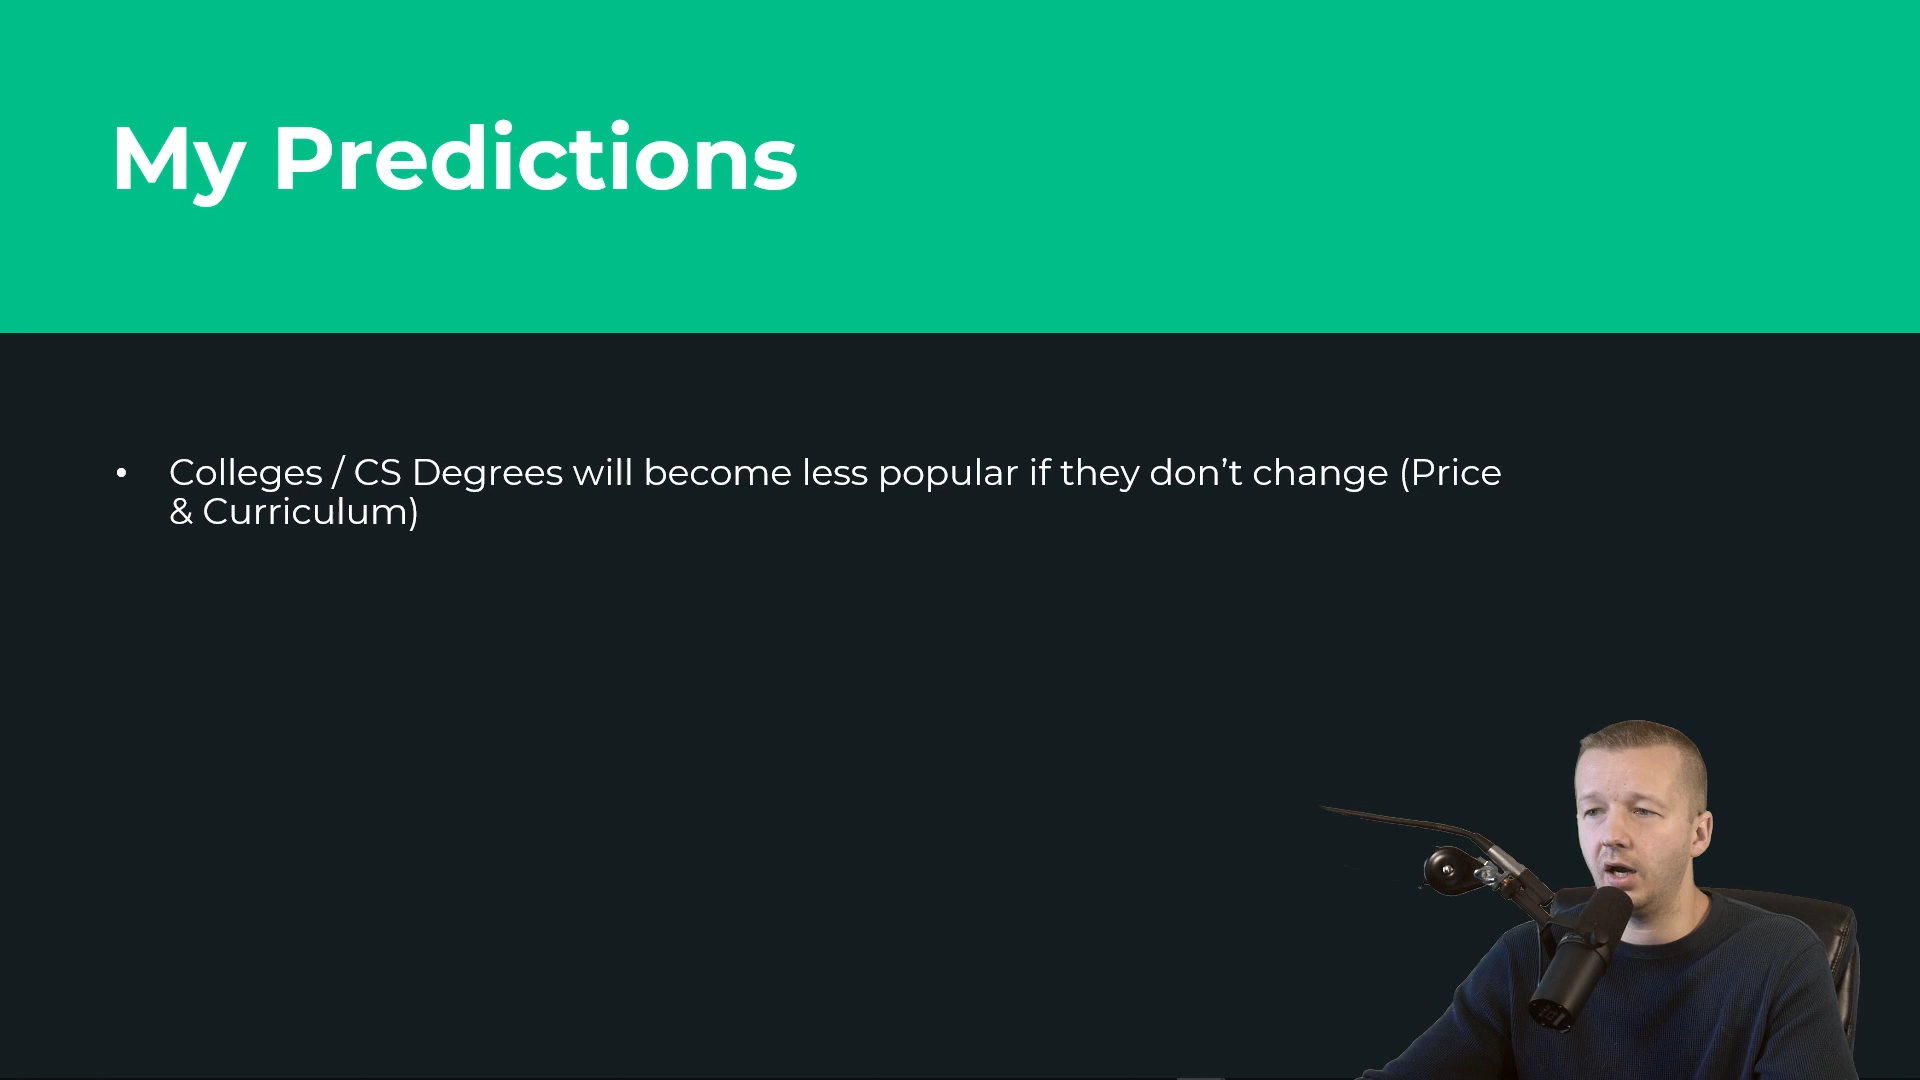 My Predictions
• Colleges / CS Degrees will become less popular if they don’t change (Price
& Curriculum)